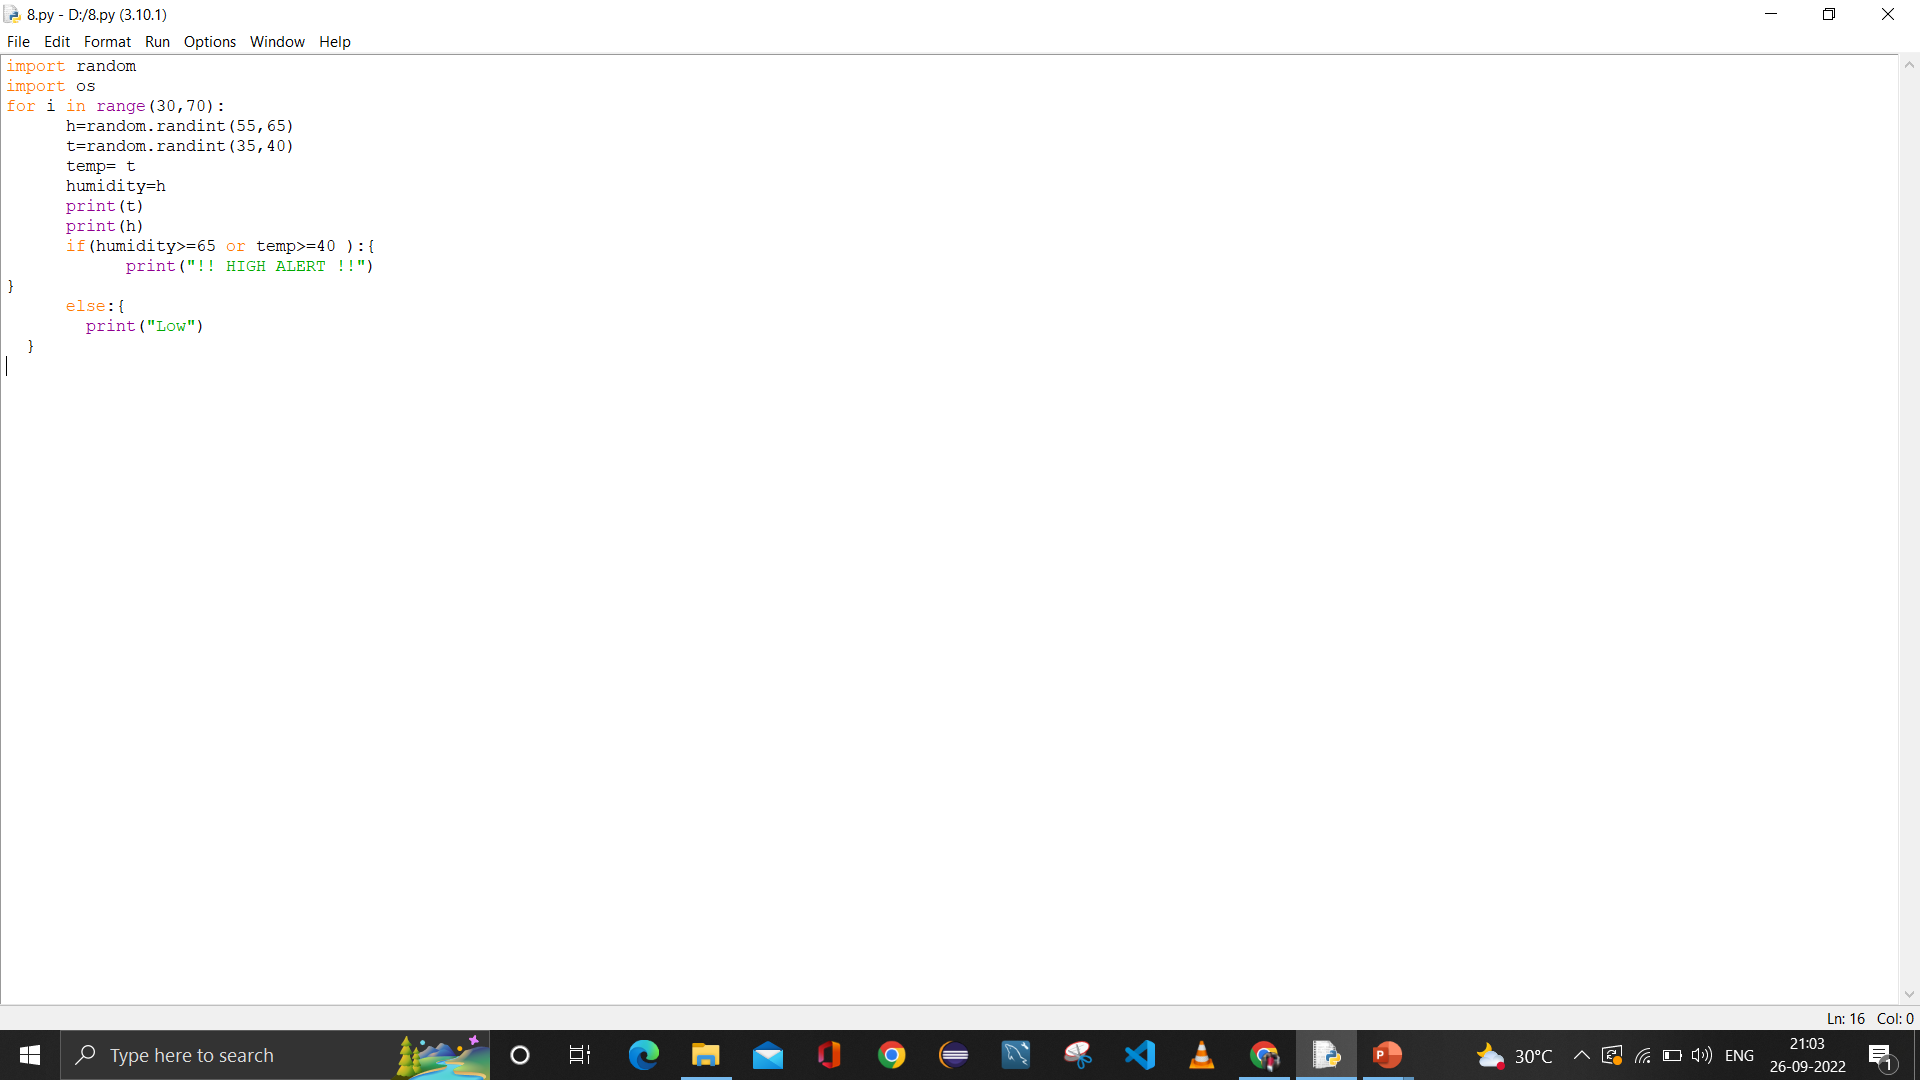 8.py - D:/8.py (3.10.1)
File Edit Format Run Options Window Help
import random
import os
for i in range(30,70):
      h=random.randint(55,65)
      t=random.randint(35,40)
      temp= t
      humidity=h
      print(t)
      print(h)
      if(humidity>=65 or temp>=40 ):{
            print("!! HIGH ALERT !!")
}
      else:{
        print("Low")
  }
Ln: 16 Col: 0
Type here to search
30°C
ENG
21:03
26-09-2022
1